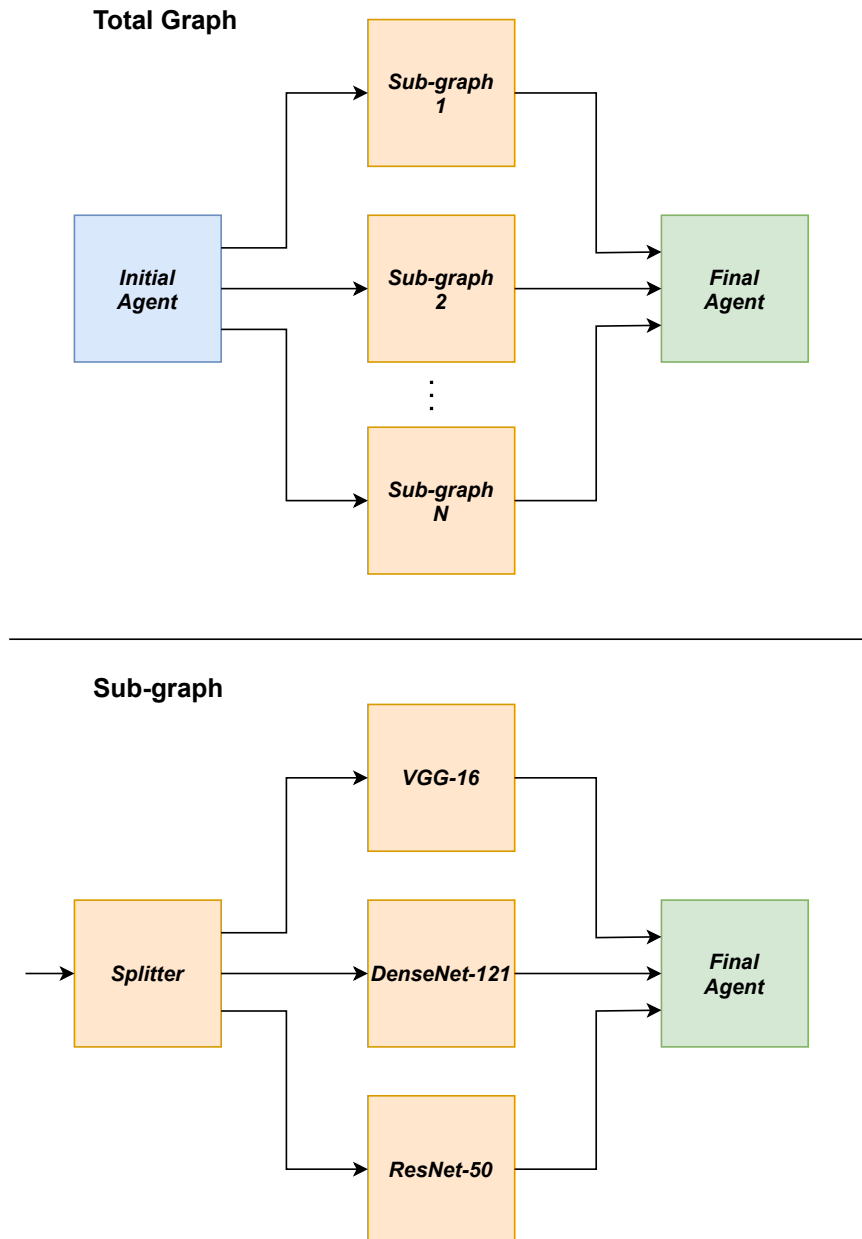 Total Graph
Sub-graph
1
Initial
Agent
Sub-graph
2
Final
Agent
Sub-graph
N
Sub-graph
VGG-16
Splitter
DenseNet-121
Final
Agent
ResNet-50